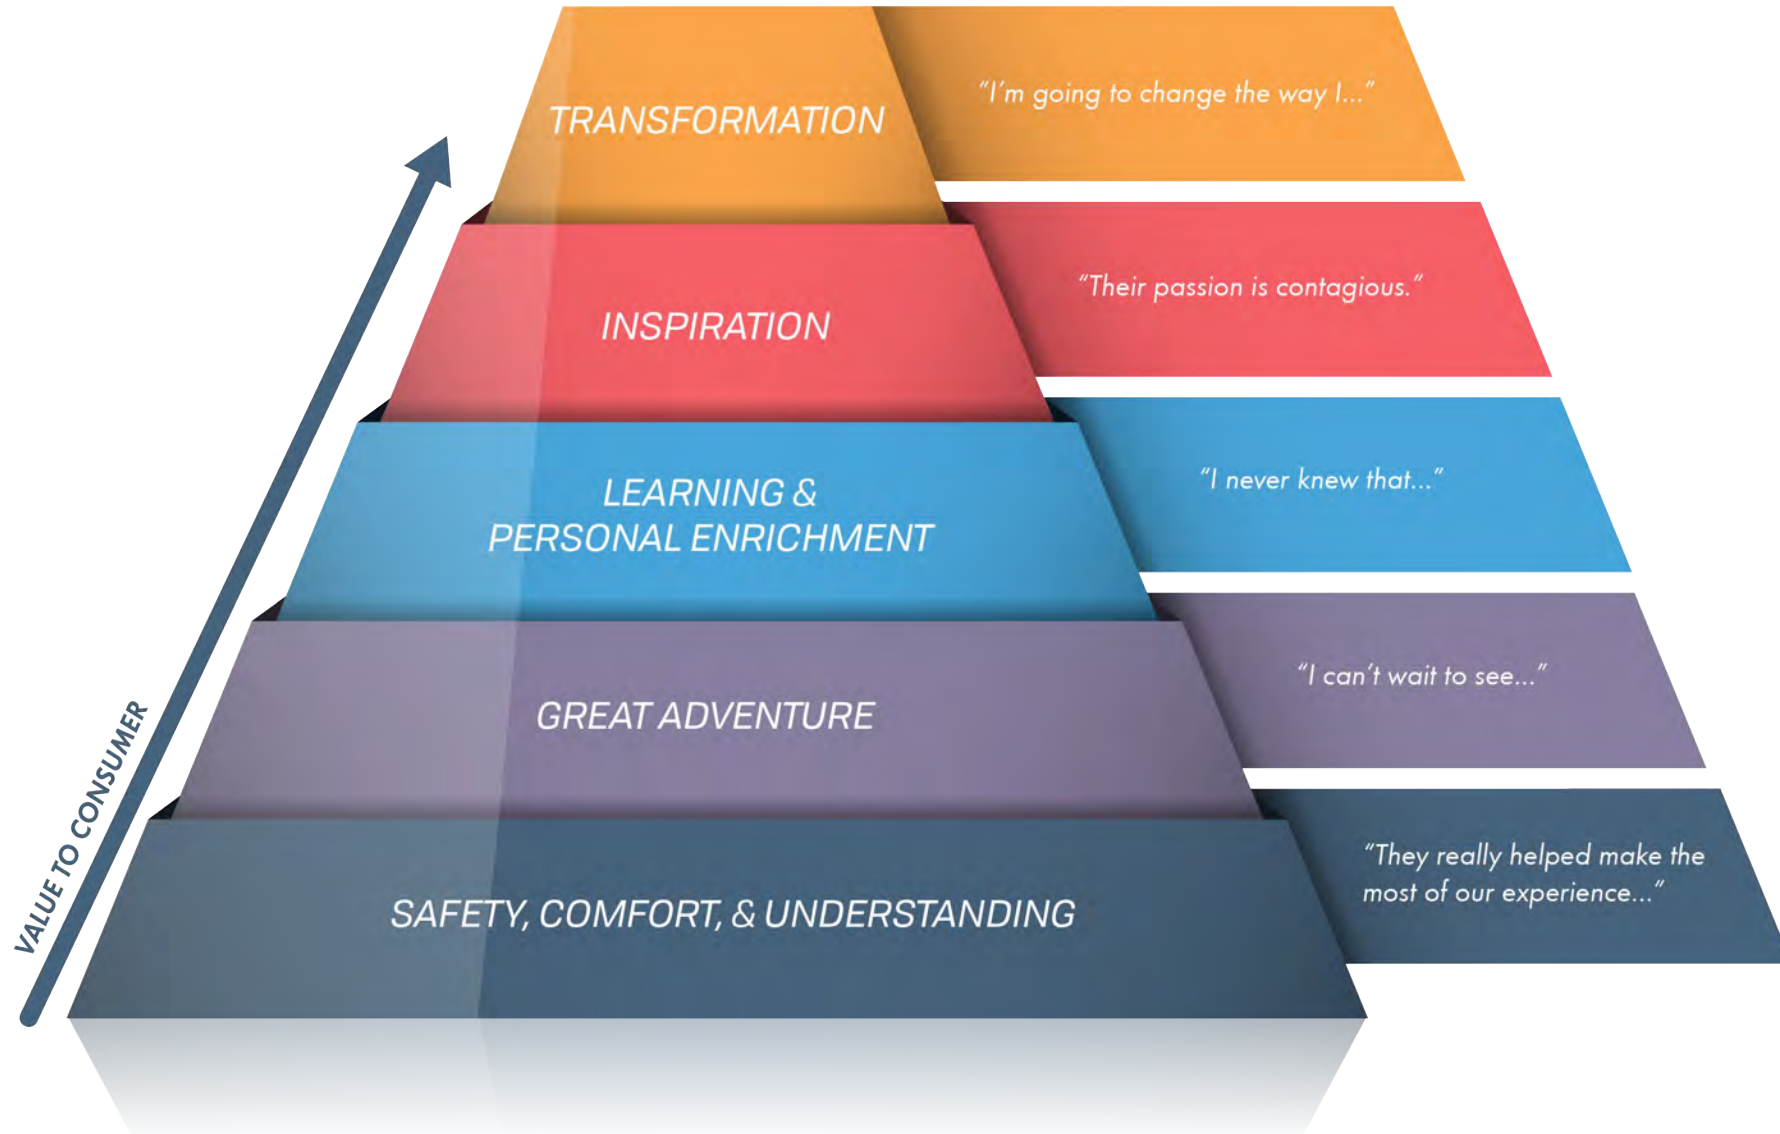 TRANSFORMATION
"I'm going to change the way I..."
INSPIRATION
"Their passion is contagious."
LEARNING &
PERSONAL ENRICHMENT
"I never knew that..."
GREAT ADVENTURE
"I can't wait to see..."
SAFETY, COMFORT, & UNDERSTANDING
"They really helped make the
most of our experience..."
VALUE TO CONSUMER